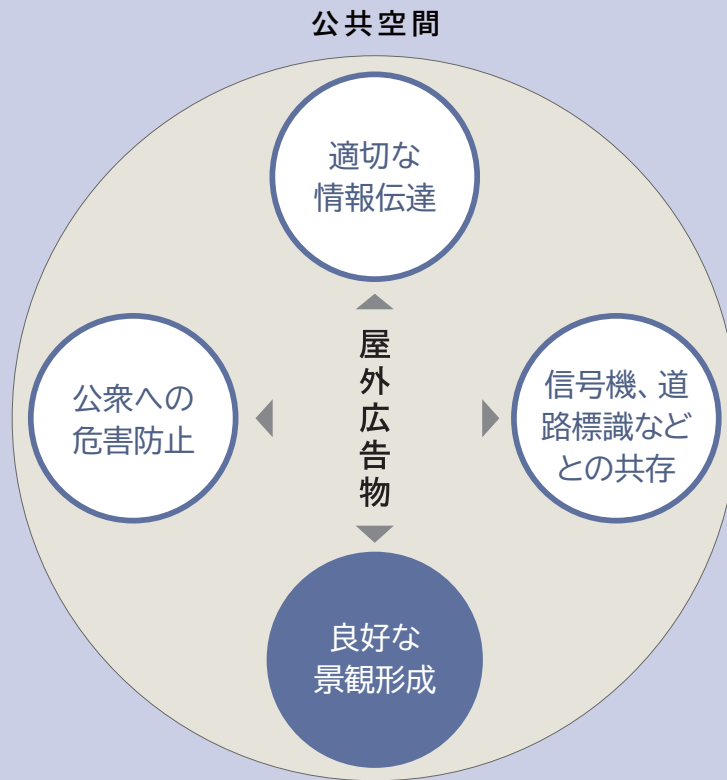 公共空間
適切な
情報伝達
屋外広告物
公衆への
危害防止
信号機、道
路標識など
との共存
良好な
景観形成